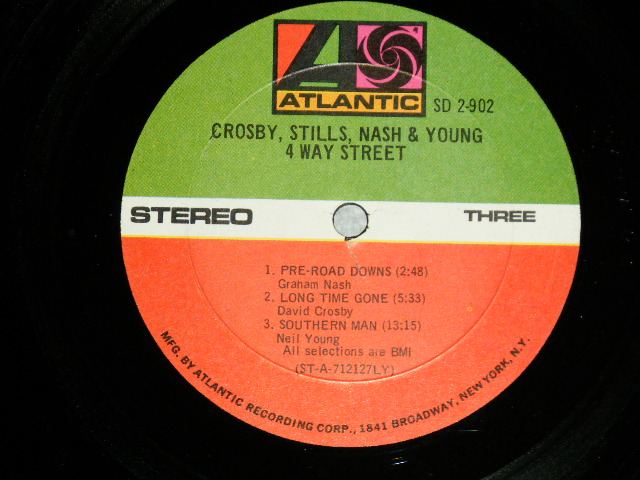 ATLANTIC
SD 2-902
CROSBY, STILLS, NASH & YOUNG
4 WAY STREET
STEREO
THREE
1. PRE-ROAD DOWNS (2:48)
Graham Nash
2. LONG TIME GONE (5:33)
David Crosby
3. SOUTHERN MAN (13:15)
Neil Young
All selections are BMI
(ST-A-712127LY)
MFG. BY ATLANTIC RECORDING CORP., 1841 BROADWAY, NEW YORK, N.Y.